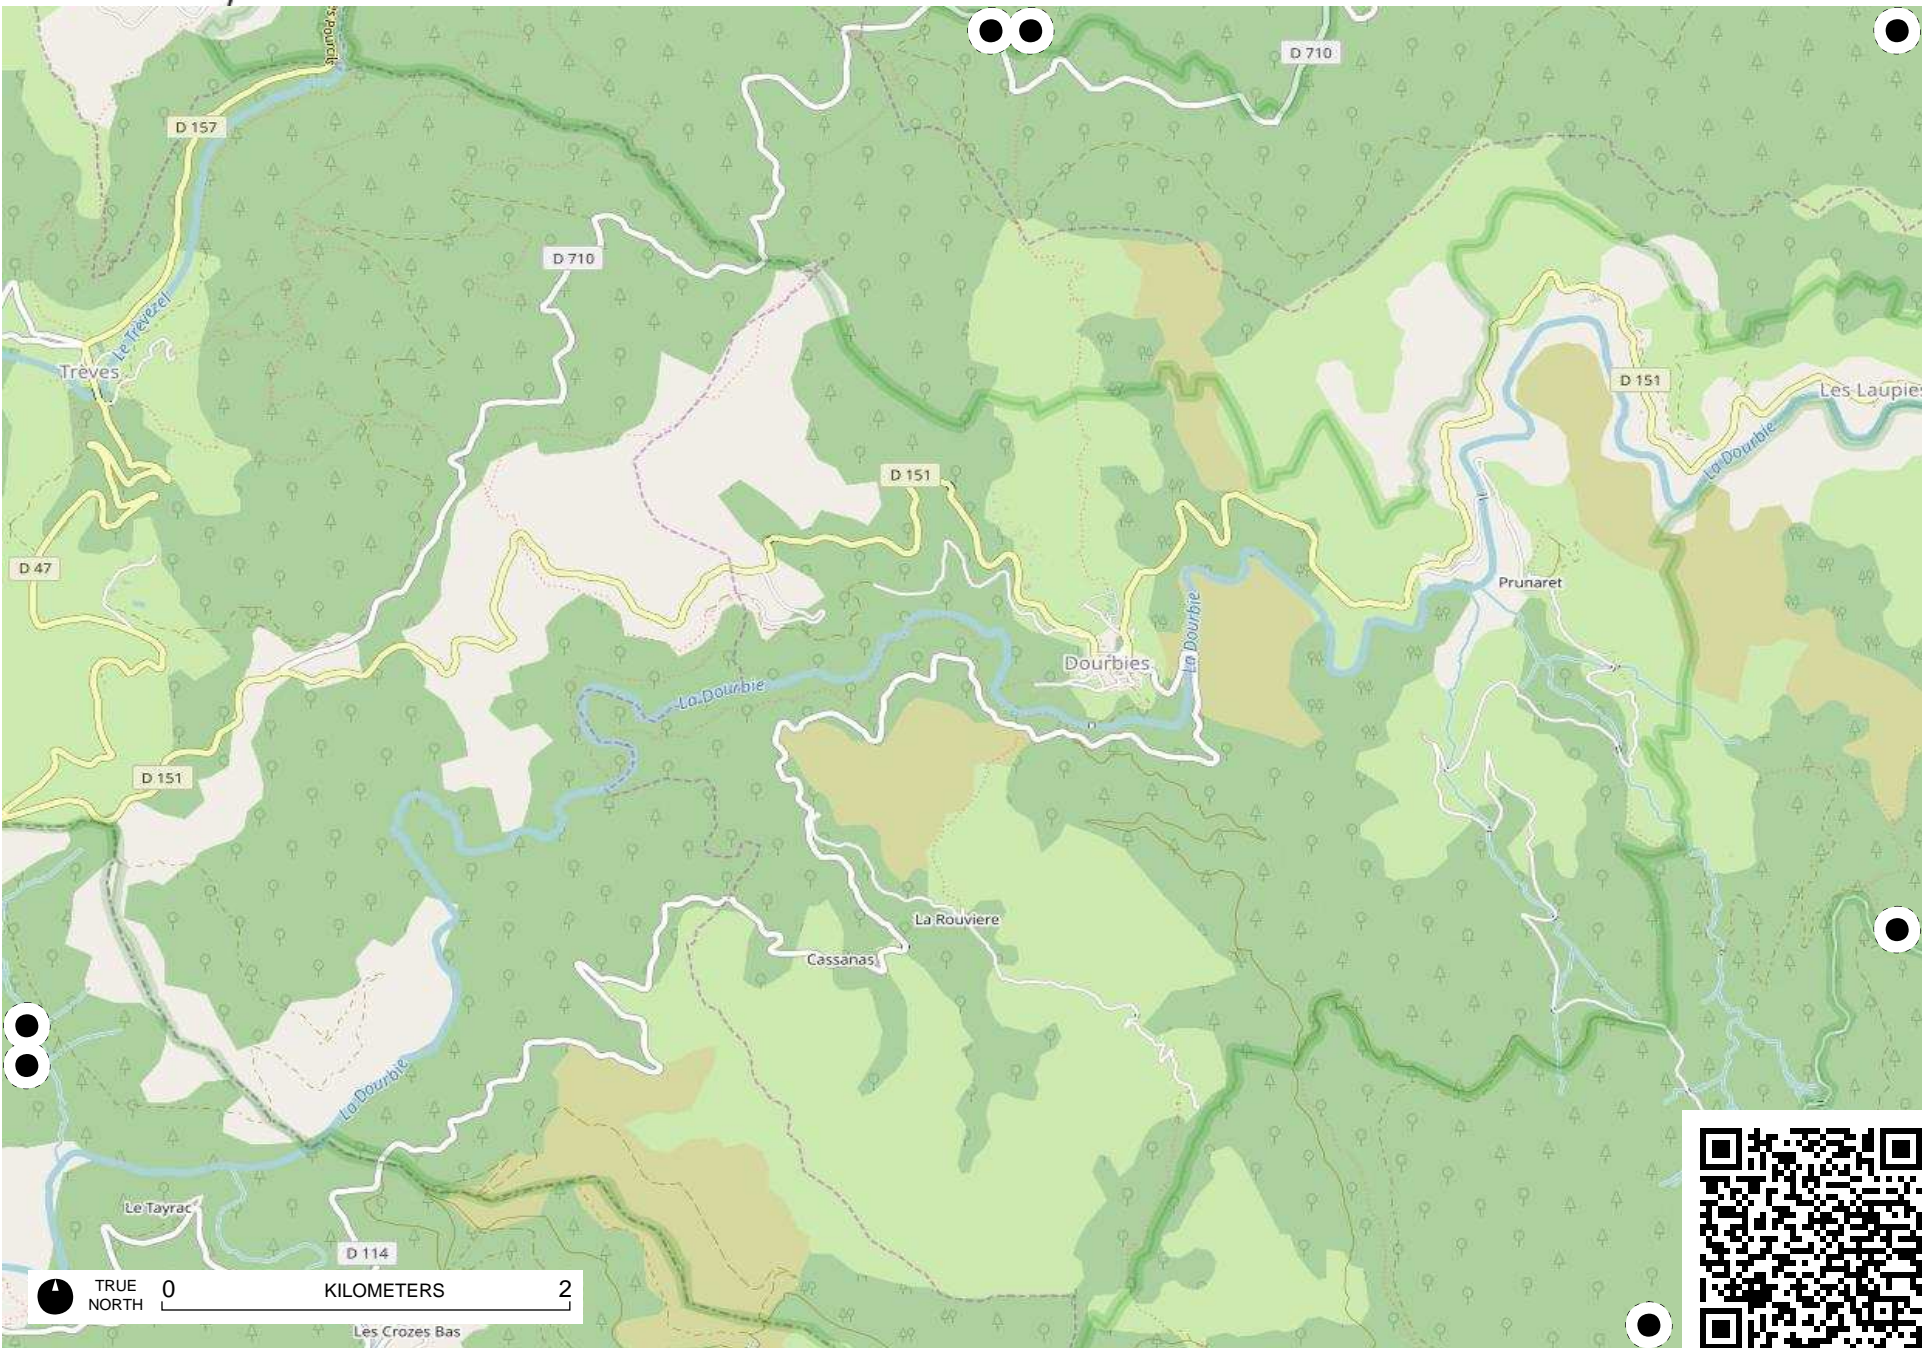 D 710
D 157
D 710
Le Trévezel
Trèves
D 151
Les Laupies
La Dourbie
D 151
D 47
Prunaret
La Dourbie
Dourbies
La Dourbie
D 151
La Rouviere
Cassanas
La Dourbie
Le Tayrac
D 114
TRUE
NORTH
0 KILOMETERS 2
Les Crozes Bas